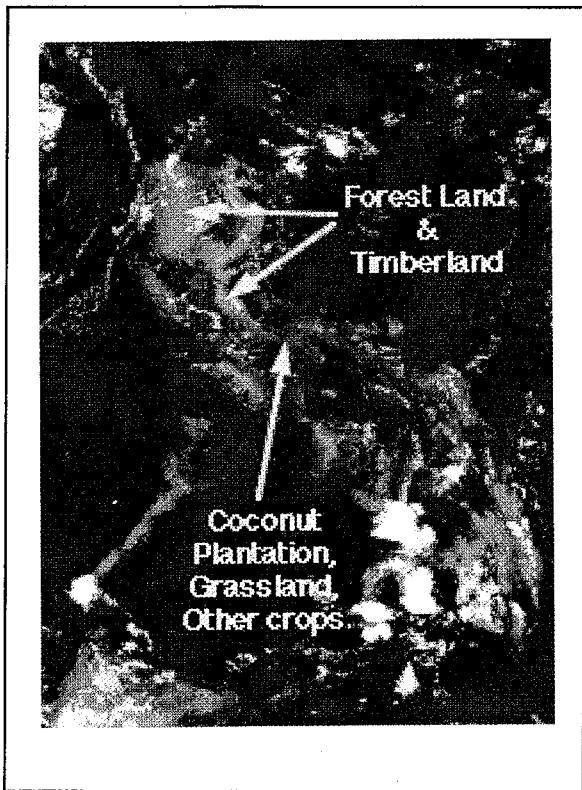 Forest Land
&
Timberland
Coconut
Plantation,
Grassland,
Other crops